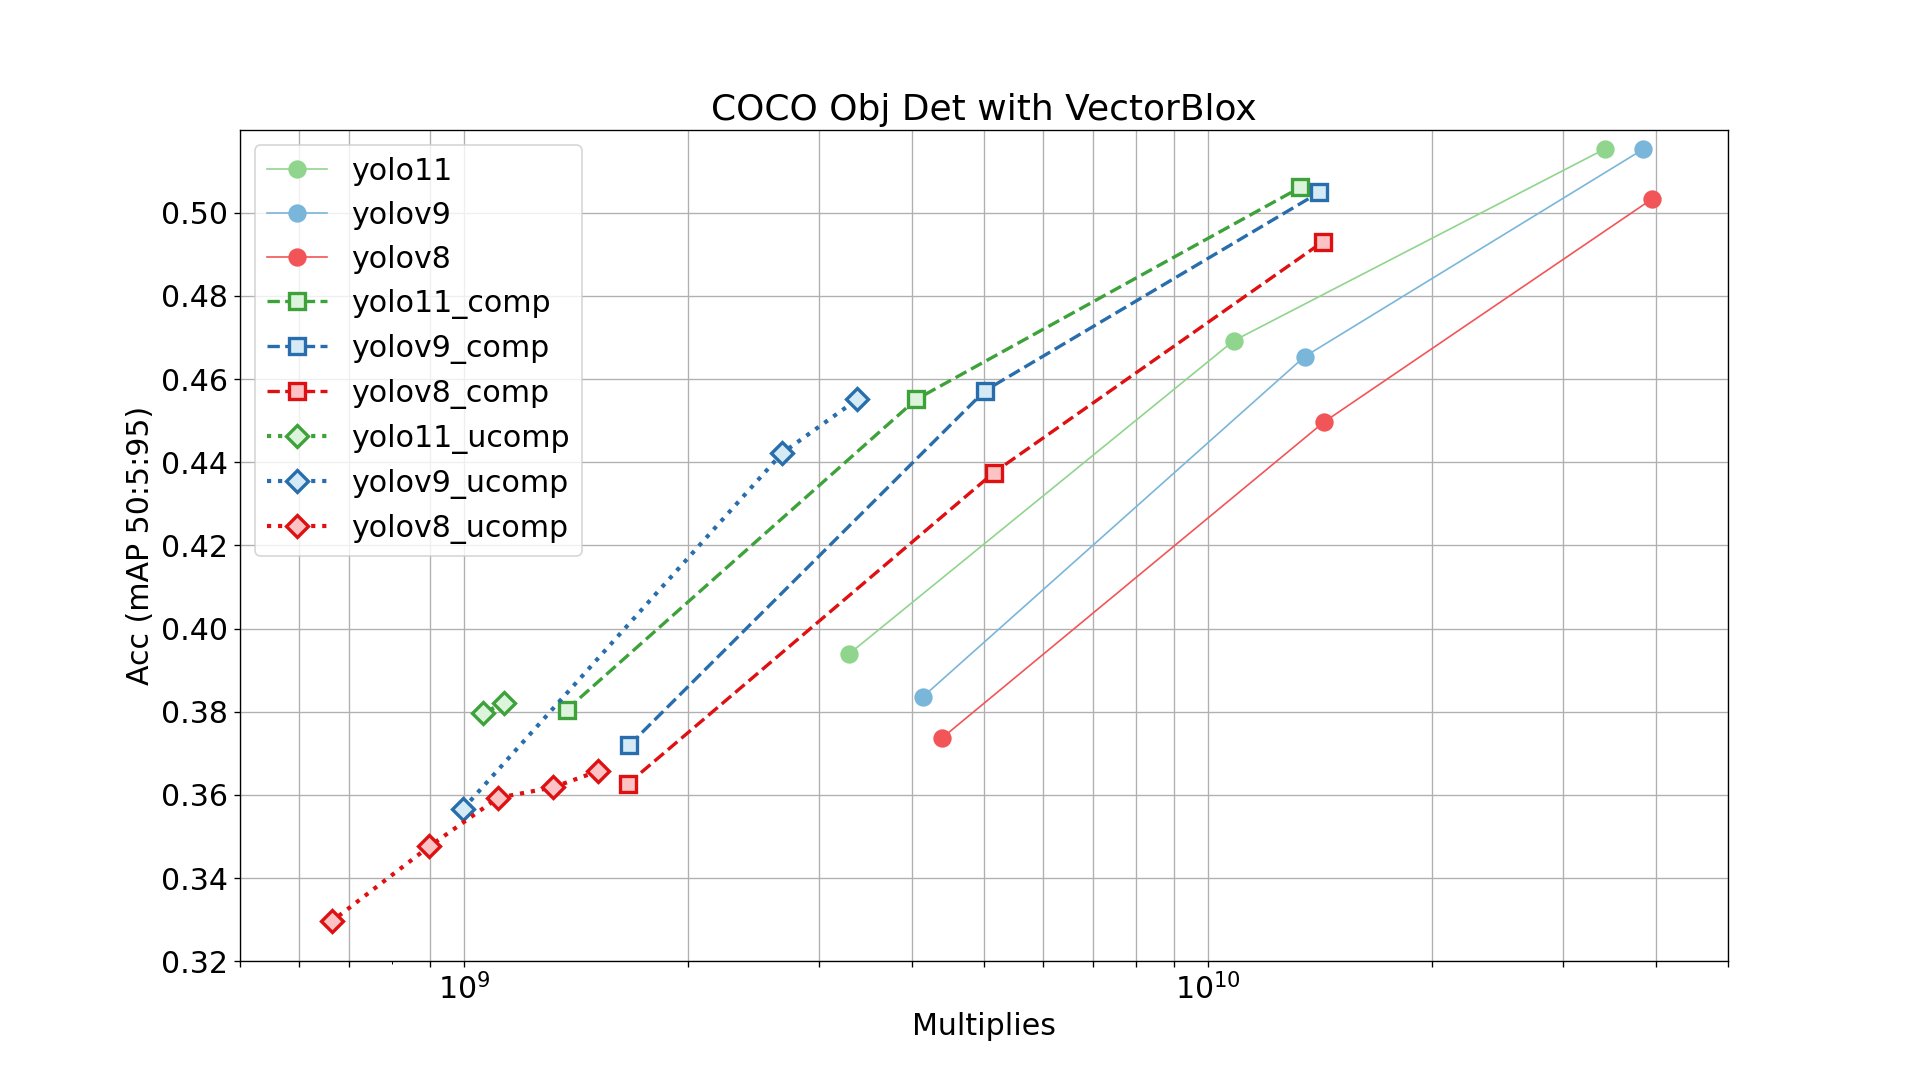 COCO Obj Det with VectorBlox
yolo11
yolov9
yolov8
yolo11_comp
yolov9_comp
yolov8_comp
yolo11_ucomp
yolov9_ucomp
yolov8_ucomp
Acc (mAP 50:5:95)
0.50
0.48
0.46
0.44
0.42
0.40
0.38
0.36
0.34
0.32
10⁹
10¹⁰
Multiplies